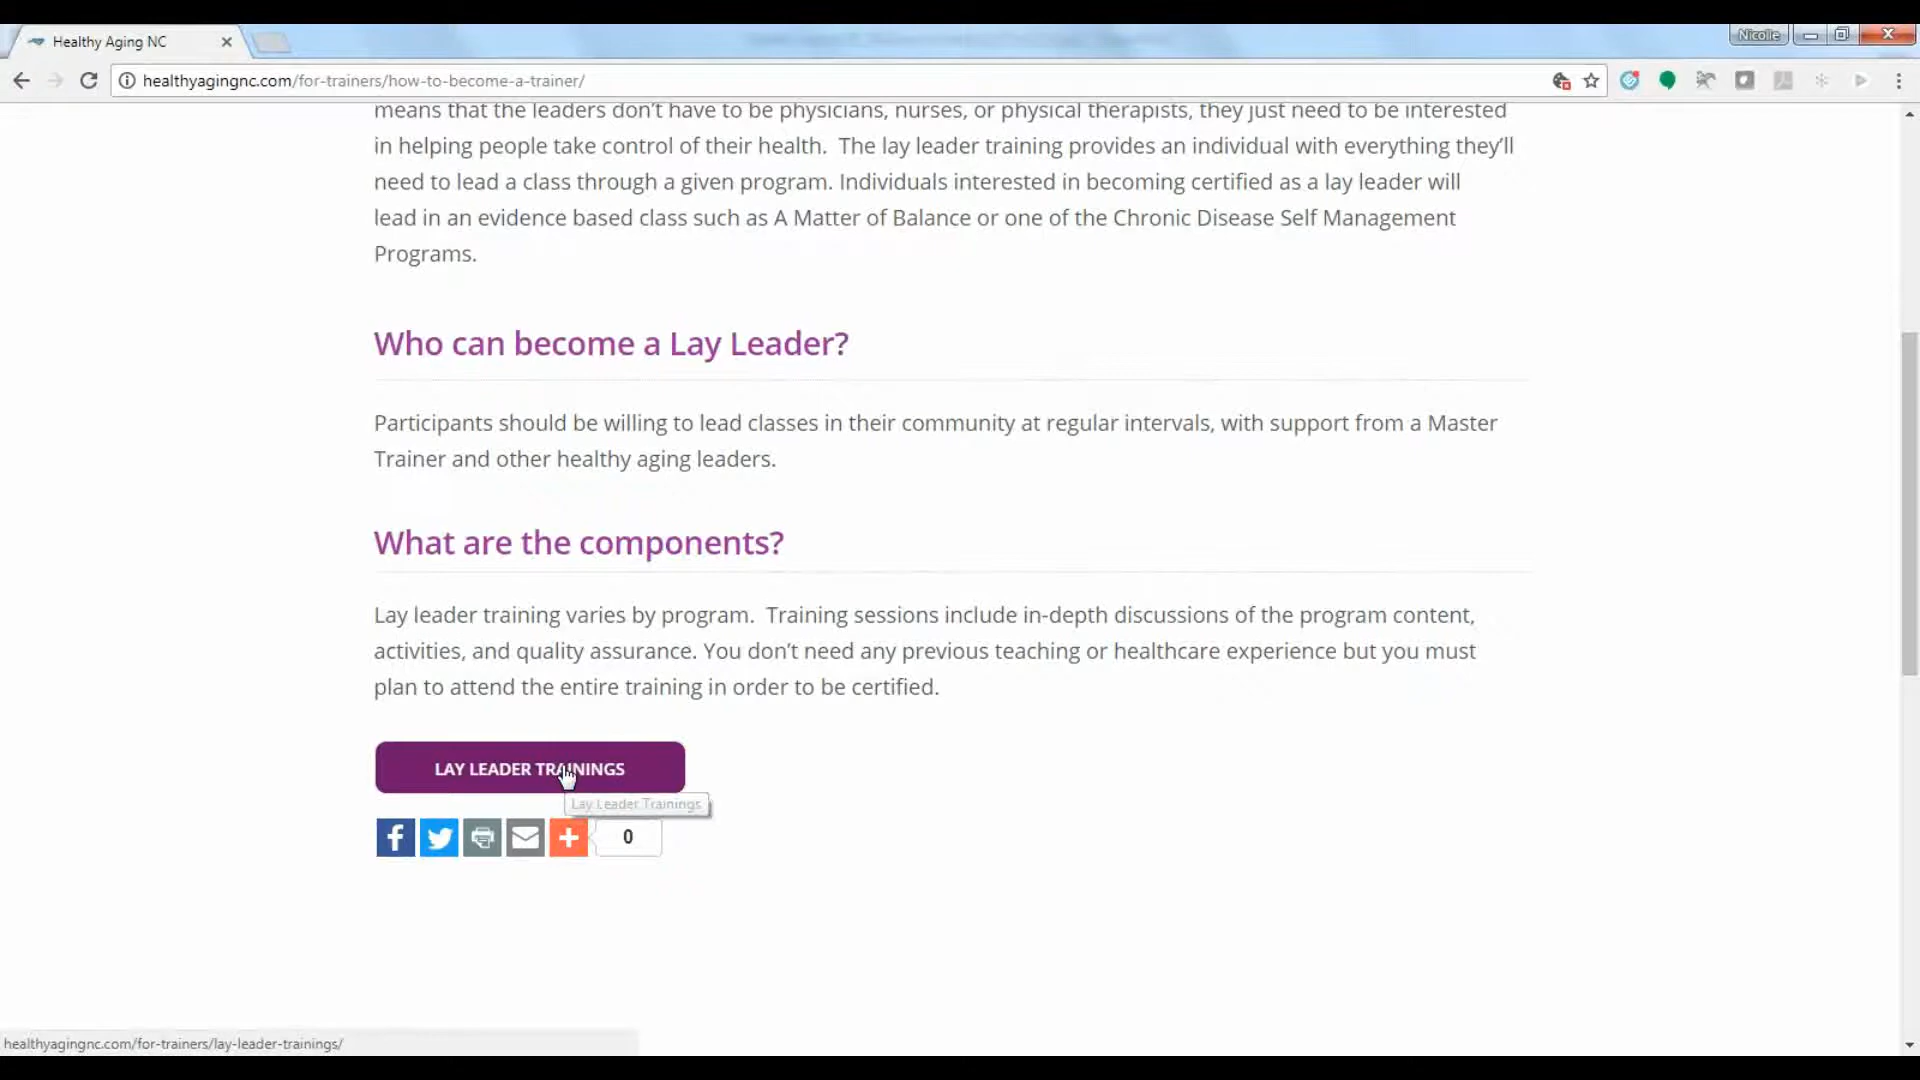 Healthy Aging NC
Nicolle
healthyagingnc.com/for-trainers/how-to-become-a-trainer/
means that the leaders don't have to be physicians, nurses, or physical therapists, they just need to be interested
in helping people take control of their health.  The lay leader training provides an individual with everything they'll
need to lead a class through a given program. Individuals interested in becoming certified as a lay leader will
lead in an evidence based class such as A Matter of Balance or one of the Chronic Disease Self Management
Programs.
Who can become a Lay Leader?
Participants should be willing to lead classes in their community at regular intervals, with support from a Master
Trainer and other healthy aging leaders.
What are the components?
Lay leader training varies by program.  Training sessions include in-depth discussions of the program content,
activities, and quality assurance. You don't need any previous teaching or healthcare experience but you must
plan to attend the entire training in order to be certified.
LAY LEADER TRAININGS
Lay Leader Trainings
0
healthyagingnc.com/for-trainers/lay-leader-trainings/